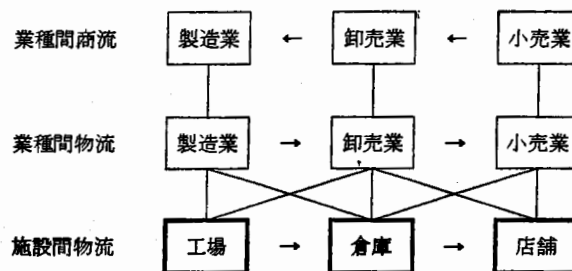 業種間商流 製造業 ← 卸売業 ← 小売業
業種間物流 製造業 → 卸売業 → 小売業
施設間物流 工場 → 倉庫 → 店舗